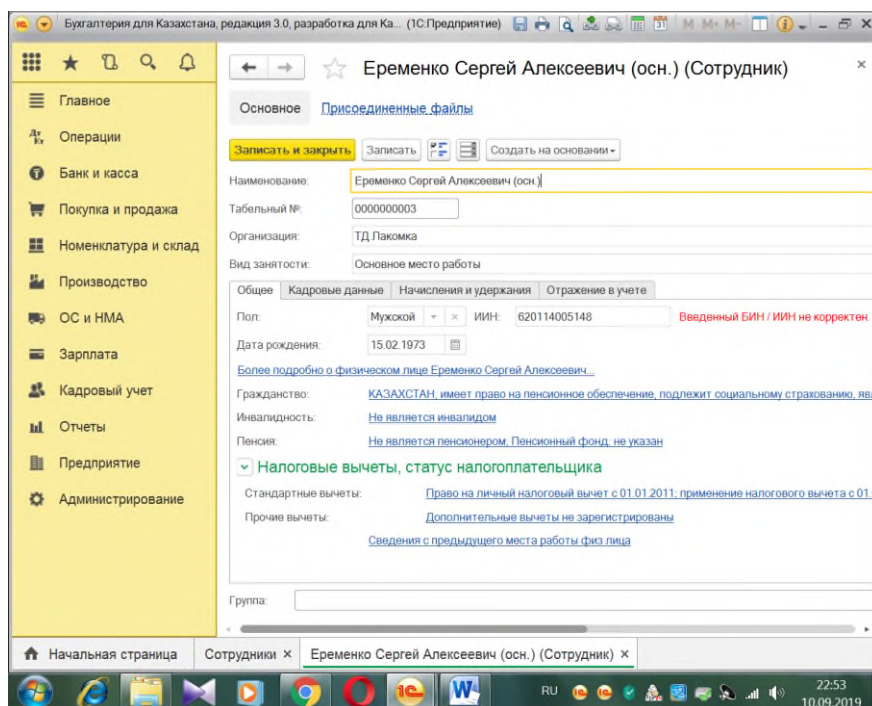 Бухгалтерия для Казахстана, редакция 3.0, разработка для Ка... (1С:Предприятие) 31 M M+ M-
Еременко Сергей Алексеевич (осн.) (Сотрудник)
Основное Присоединенные файлы
Главное
Операции
Банк и касса
Покупка и продажа
Номенклатура и склад
Производство
ОС и НМА
Зарплата
Кадровый учет
Отчеты
Предприятие
Администрирование
Записать и закрыть Записать Создать на основании
Наименование: Еременко Сергей Алексеевич (осн.)
Табельный №: 0000000003
Организация: ТД Лакомка
Вид занятости: Основное место работы
Общее Кадровые данные Начисления и удержания Отражение в учете
Пол: Мужской ИИН: 620114005148 Введенный БИН / ИИН не корректен
Дата рождения: 15.02.1973
Более подробно о физическом лице Еременко Сергей Алексеевич...
Гражданство: КАЗАХСТАН, имеет право на пенсионное обеспечение, подлежит социальному страхованию, явл
Инвалидность: Не является инвалидом
Пенсия: Не является пенсионером, Пенсионный фонд: не указан
Налоговые вычеты, статус налогоплательщика
Стандартные вычеты: Право на личный налоговый вычет с 01.01.2011; применение налогового вычета с 01.
Прочие вычеты: Дополнительные вычеты не зарегистрированы
Сведения с предыдущего места работы физ лица
Группа:
Начальная страница Сотрудники × Еременко Сергей Алексеевич (осн.) (Сотрудник) ×
RU 22:53
10.09.2019